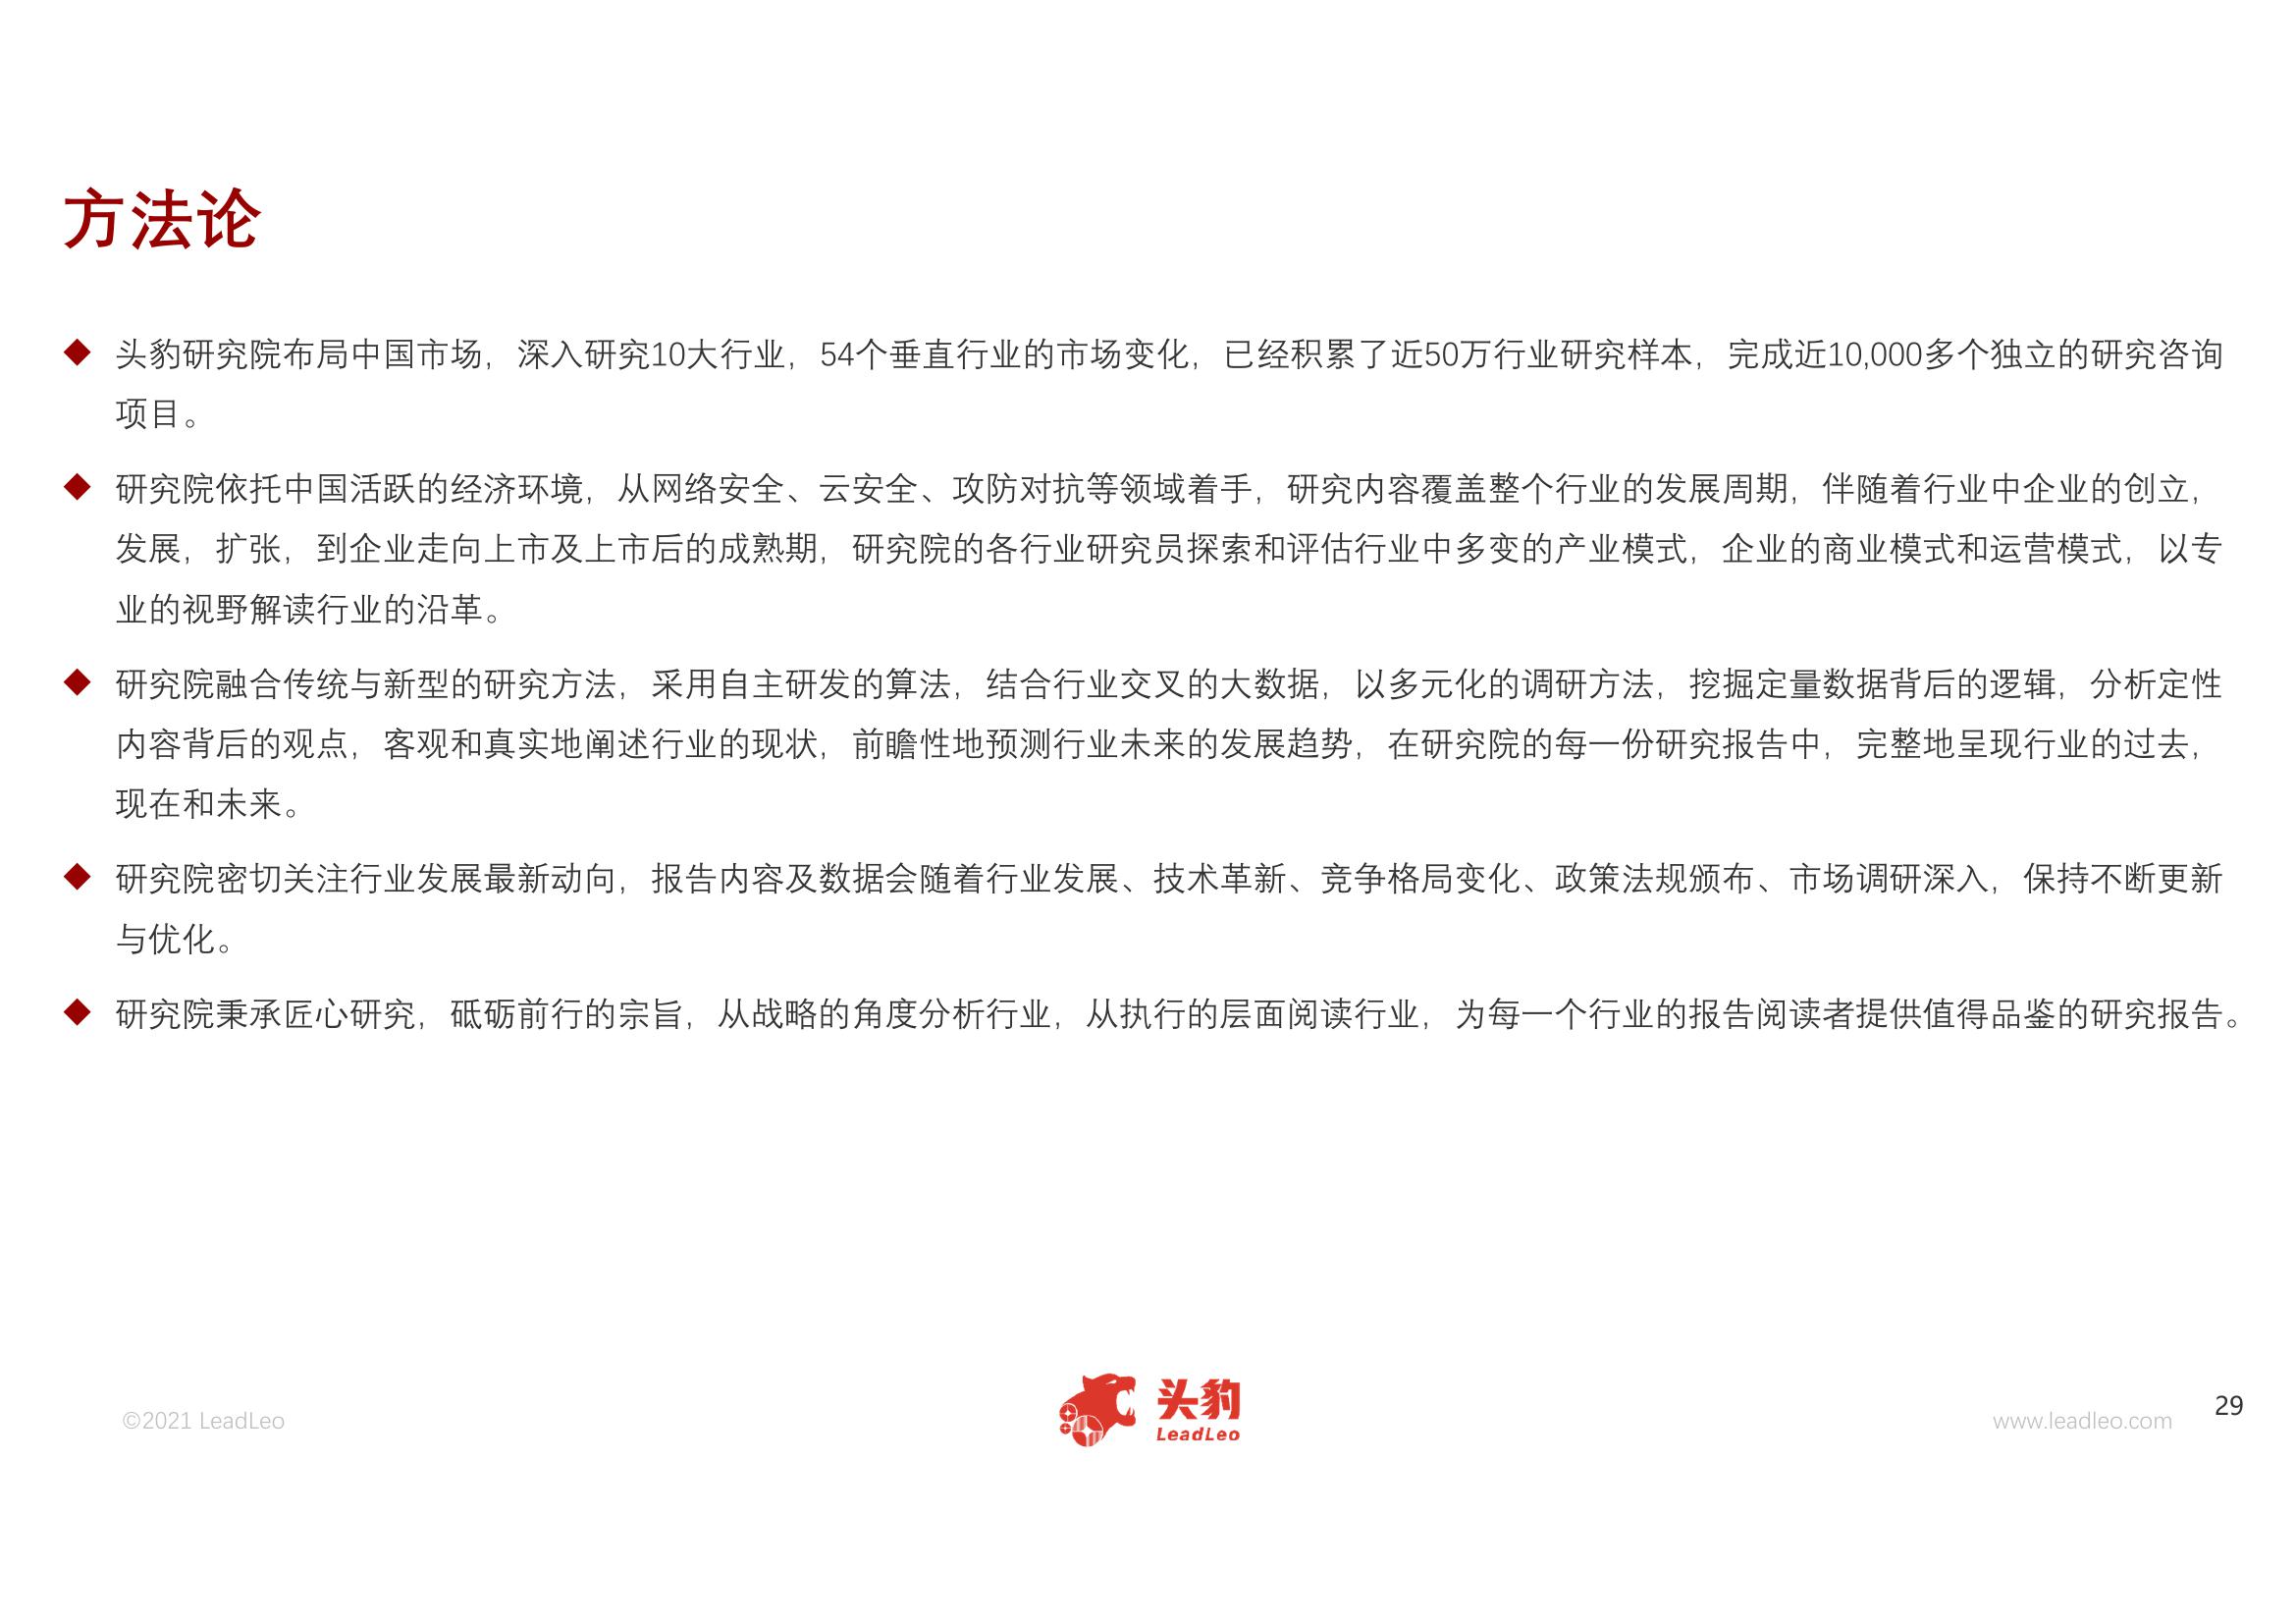 方法论
◆ 头豹研究院布局中国市场，深入研究10大行业，54个垂直行业的市场变化，已经积累了近50万行业研究样本，完成近10,000多个独立的研究咨询
项目。
◆ 研究院依托中国活跃的经济环境，从网络安全、云安全、攻防对抗等领域着手，研究内容覆盖整个行业的发展周期，伴随着行业中企业的创立，
发展，扩张，到企业走向上市及上市后的成熟期，研究院的各行业研究员探索和评估行业中多变的产业模式，企业的商业模式和运营模式，以专
业的视野解读行业的沿革。
◆ 研究院融合传统与新型的研究方法，采用自主研发的算法，结合行业交叉的大数据，以多元化的调研方法，挖掘定量数据背后的逻辑，分析定性
内容背后的观点，客观和真实地阐述行业的现状，前瞻性地预测行业未来的发展趋势，在研究院的每一份研究报告中，完整地呈现行业的过去，
现在和未来。
◆ 研究院密切关注行业发展最新动向，报告内容及数据会随着行业发展、技术革新、竞争格局变化、政策法规颁布、市场调研深入，保持不断更新
与优化。
◆ 研究院秉承匠心研究，砥砺前行的宗旨，从战略的角度分析行业，从执行的层面阅读行业，为每一个行业的报告阅读者提供值得品鉴的研究报告。
©2021 LeadLeo
头豹
LeadLeo
www.leadleo.com
29